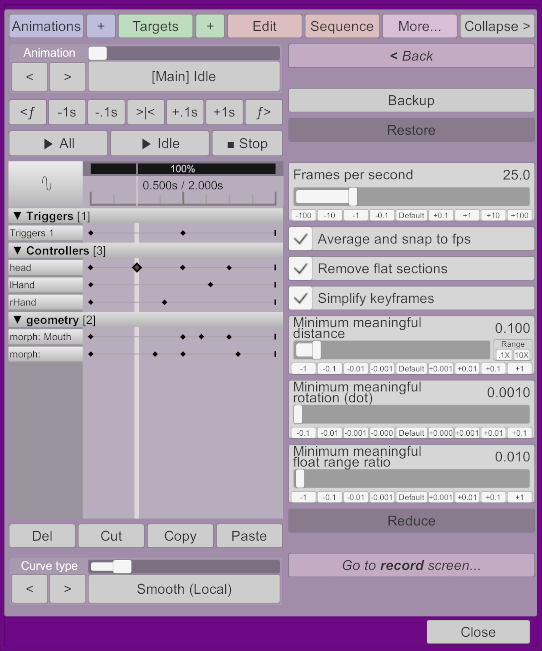 Animations + Targets + Edit Sequence More... Collapse >
Animation
< > [Main] Idle
<ƒ -1s -.1s >|< +.1s +1s ƒ>
▶ All ▶ Idle ■ Stop
100%
0.500s / 2.000s
▼ Triggers [1]
Triggers 1
▼ Controllers [3]
head
lHand
rHand
▼ geometry [2]
morph: Mouth
morph:
Del Cut Copy Paste
Curve type
< > Smooth (Local)
< Back
Backup
Restore
Frames per second 25.0
-100 -10 -1 -0.1 Default +0.1 +1 +10 +100
Average and snap to fps
Remove flat sections
Simplify keyframes
Minimum meaningful
distance 0.100
Range
.1X 10X
-1 -0.1 -0.01 -0.001 Default +0.001 +0.01 +0.1 +1
Minimum meaningful
rotation (dot) 0.0010
-0.1 -0.01 -0.001 -0.000 Default +0.000 +0.001 +0.01 +0.1
Minimum meaningful
float range ratio 0.010
-1 -0.1 -0.01 -0.001 Default +0.001 +0.01 +0.1 +1
Reduce
Go to record screen...
Close